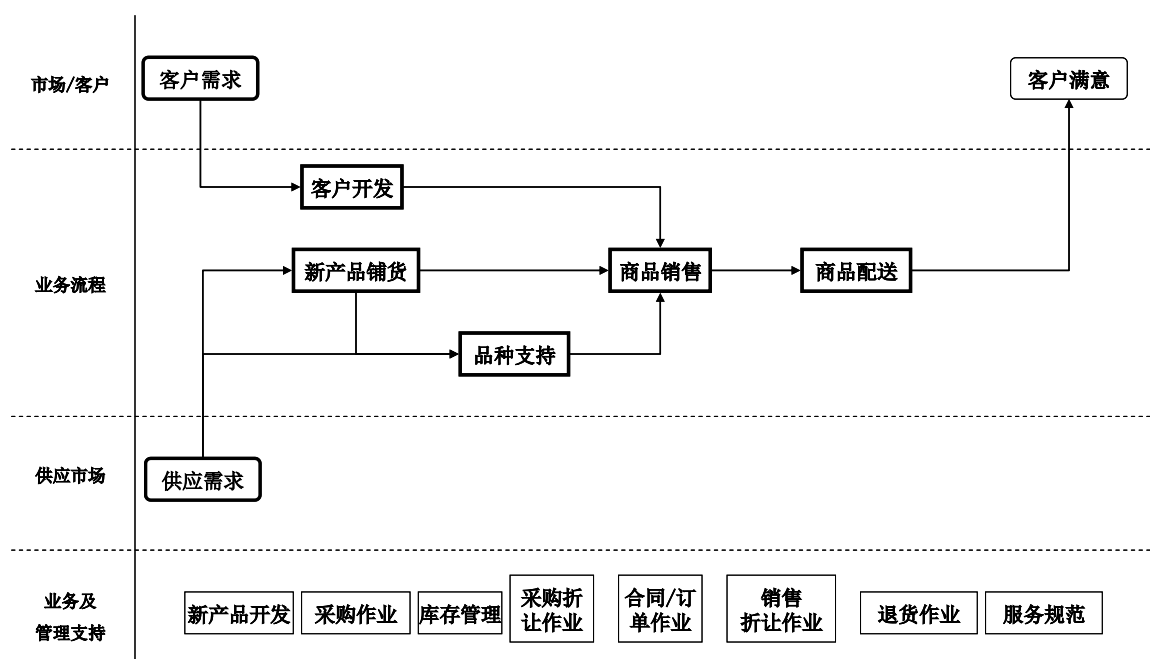 市场/客户
客户需求
客户满意
客户开发
业务流程
新产品铺货
商品销售
商品配送
品种支持
供应市场
供应需求
业务及
管理支持
新产品开发
采购作业
库存管理
采购折
让作业
合同/订
单作业
销售
折让作业
退货作业
服务规范